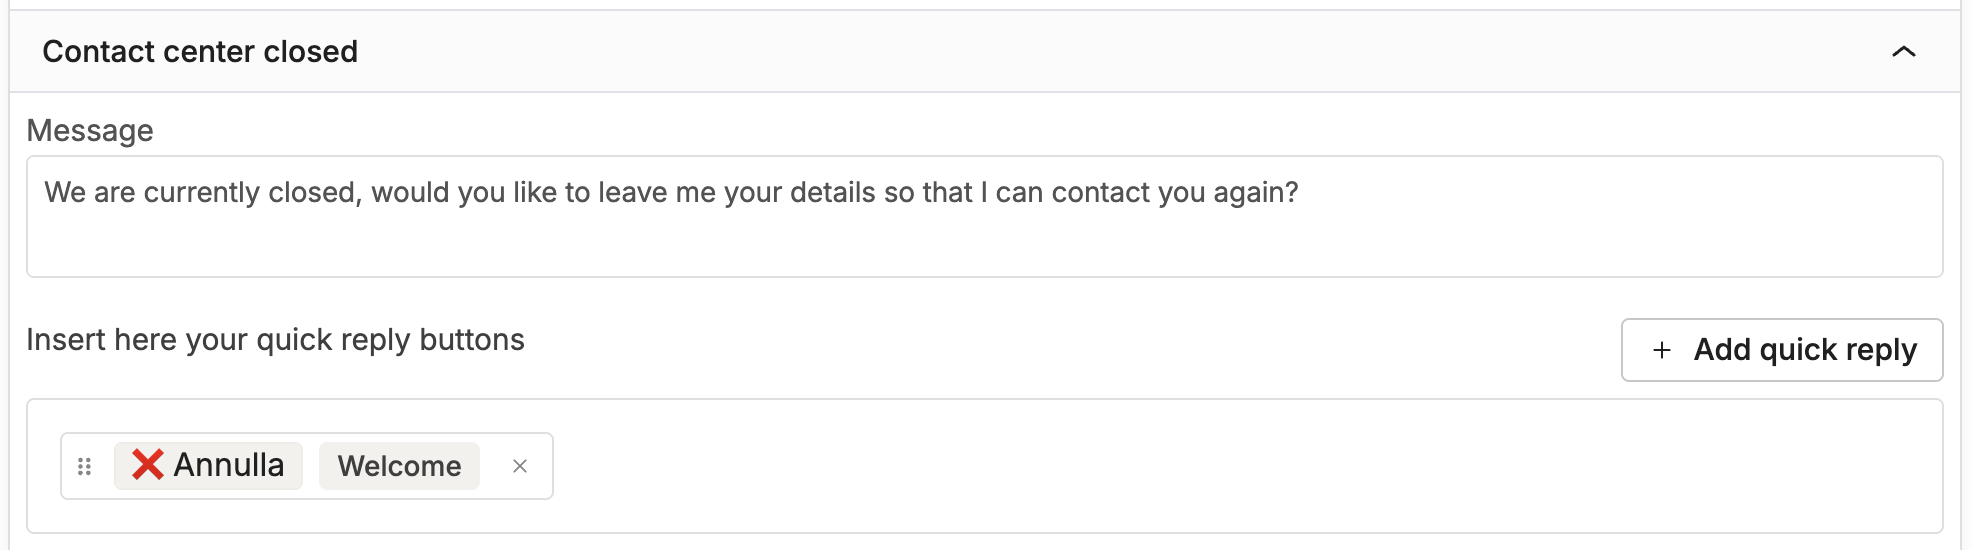 Contact center closed
Message
We are currently closed, would you like to leave me your details so that I can contact you again?
Insert here your quick reply buttons
+ Add quick reply
❌ Annulla Welcome ×